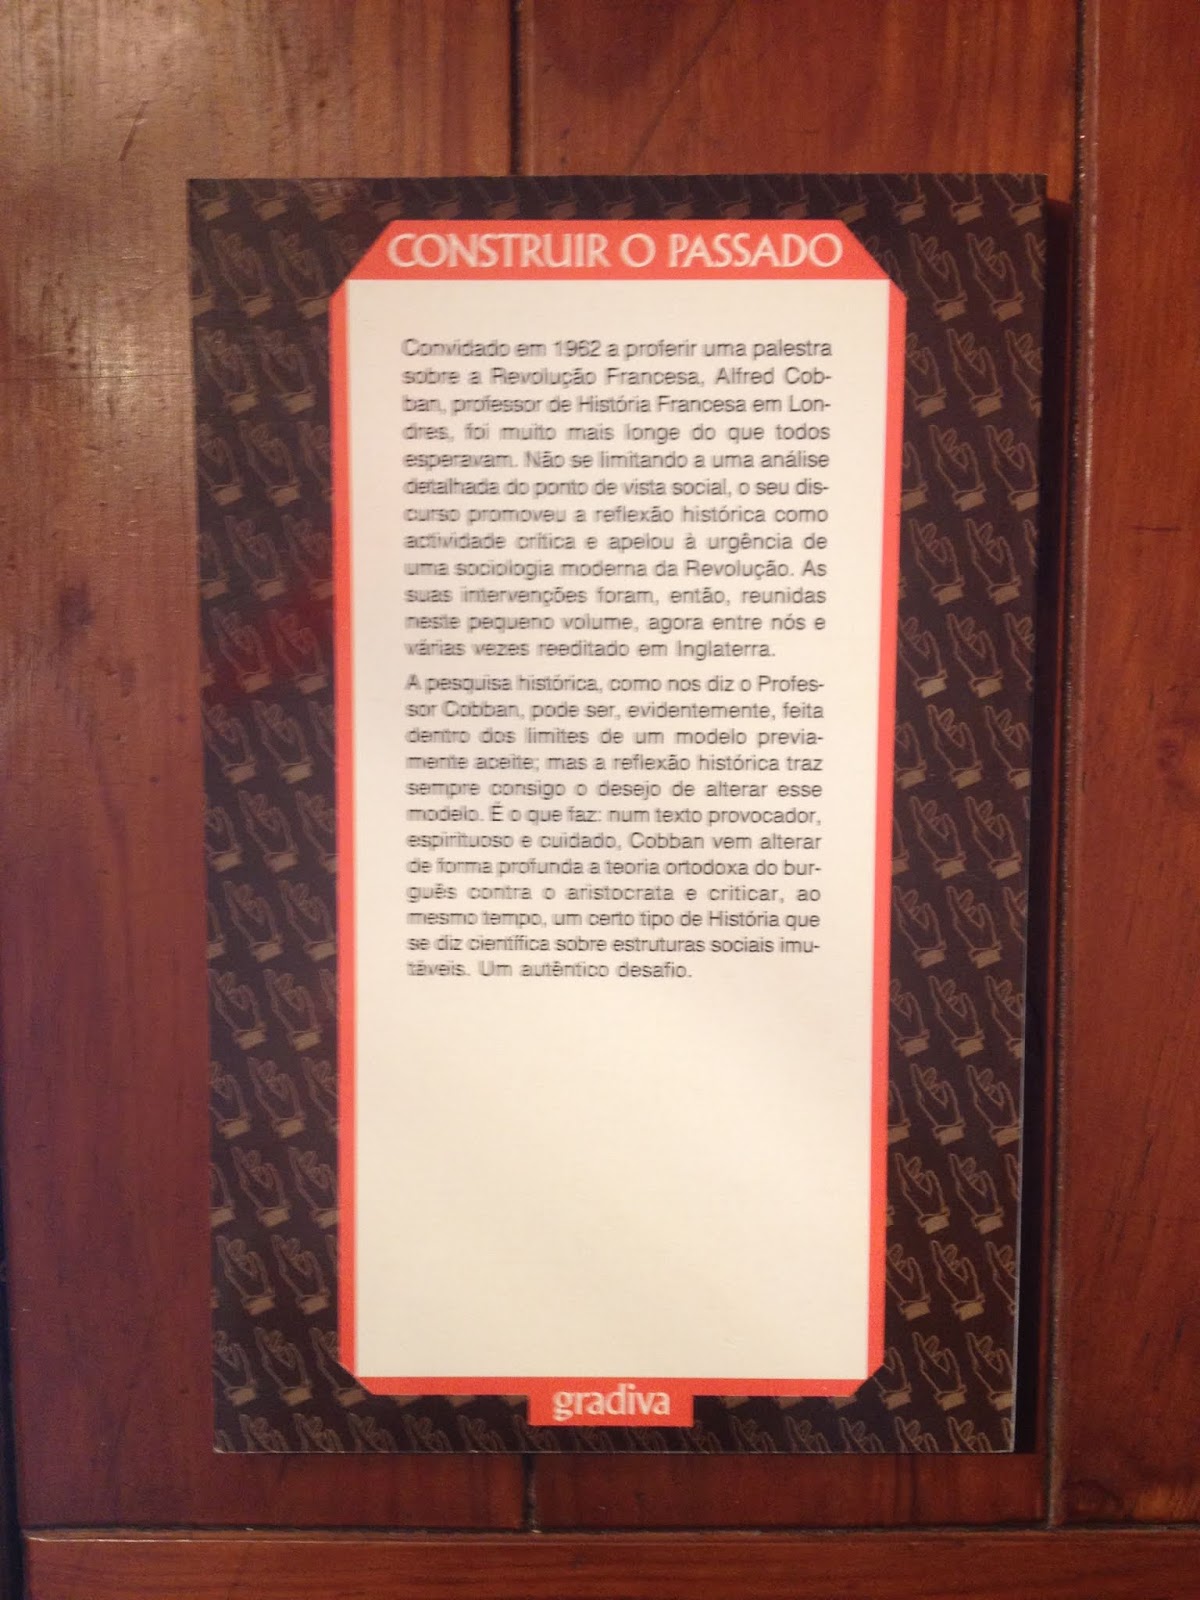 CONSTRUIR O PASSADO
Convidado em 1962 a proferir uma palestra
sobre a Revolução Francesa, Alfred Cob-
ban, professor de História Francesa em Lon-
dres, foi muito mais longe do que todos
esperavam. Não se limitando a uma análise
detalhada do ponto de vista social, o seu dis-
curso promoveu a reflexão histórica como
actividade crítica e apelou à urgência de
uma sociologia moderna da Revolução. As
suas intervenções foram, então, reunidas
neste pequeno volume, agora entre nós e
várias vezes reeditado em Inglaterra.
A pesquisa histórica, como nos diz o Profes-
sor Cobban, pode ser, evidentemente, feita
dentro dos limites de um modelo previa-
mente aceite; mas a reflexão histórica traz
sempre consigo o desejo de alterar esse
modelo. É o que faz: num texto provocador,
espirituoso e cuidado, Cobban vem alterar
de forma profunda a teoria ortodoxa do bur-
guês contra o aristocrata e criticar, ao
mesmo tempo, um certo tipo de História que
se diz científica sobre estruturas sociais imu-
táveis. Um autêntico desafio.
gradiva